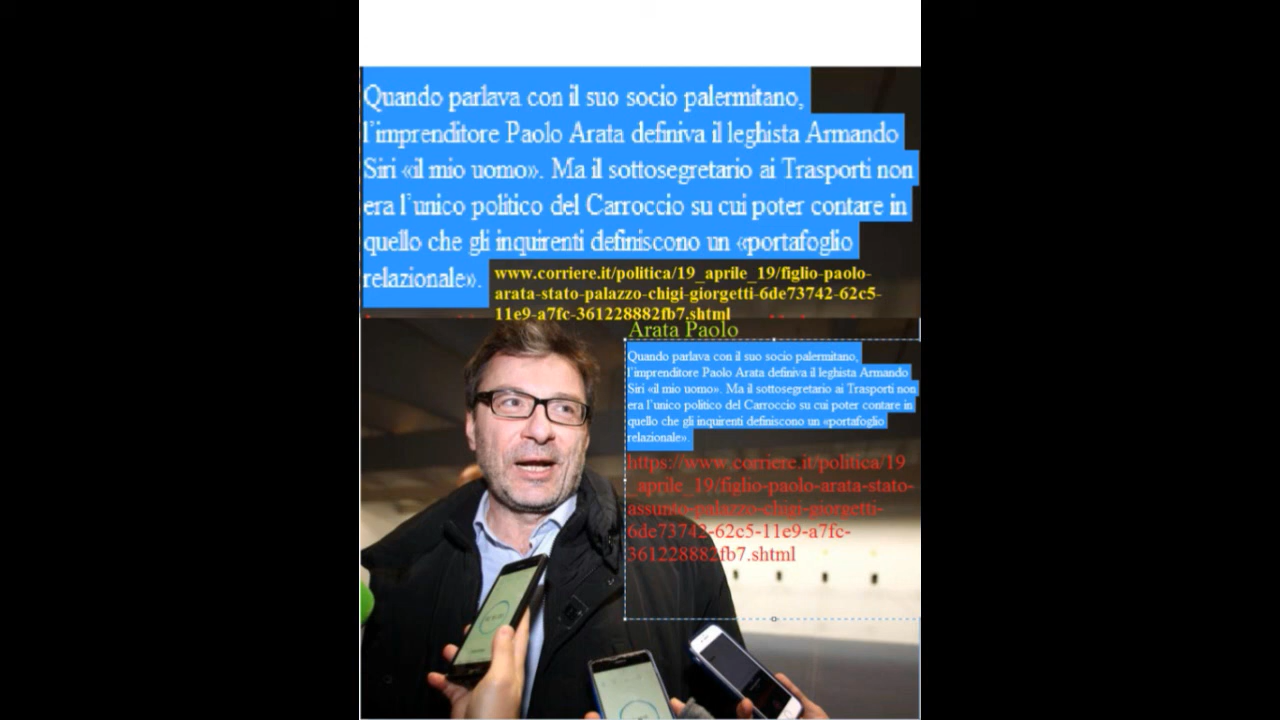 Quando parlava con il suo socio palermitano,
l'imprenditore Paolo Arata definiva il leghista Armando
Siri «il mio uomo». Ma il sottosegretario ai Trasporti non
era l'unico politico del Carroccio su cui poter contare in
quello che gli inquirenti definiscono un «portafoglio
relazionale».
www.corriere.it/politica/19_aprile_19/figlio-paolo-
arata-stato-palazzo-chigi-giorgetti-6de73742-62c5-
11e9-a7fc-361228882fb7.shtml
Arata Paolo
Quando parlava con il suo socio palermitano,
l'imprenditore Paolo Arata definiva il leghista Armando
Siri «il mio uomo». Ma il sottosegretario ai Trasporti non
era l'unico politico del Carroccio su cui poter contare in
quello che gli inquirenti definiscono un «portafoglio
relazionale».
https://www.corriere.it/politica/19
_aprile_19/figlio-paolo-arata-stato-
assunto-palazzo-chigi-giorgetti-
6de73742-62c5-11e9-a7fc-
361228882fb7.shtml